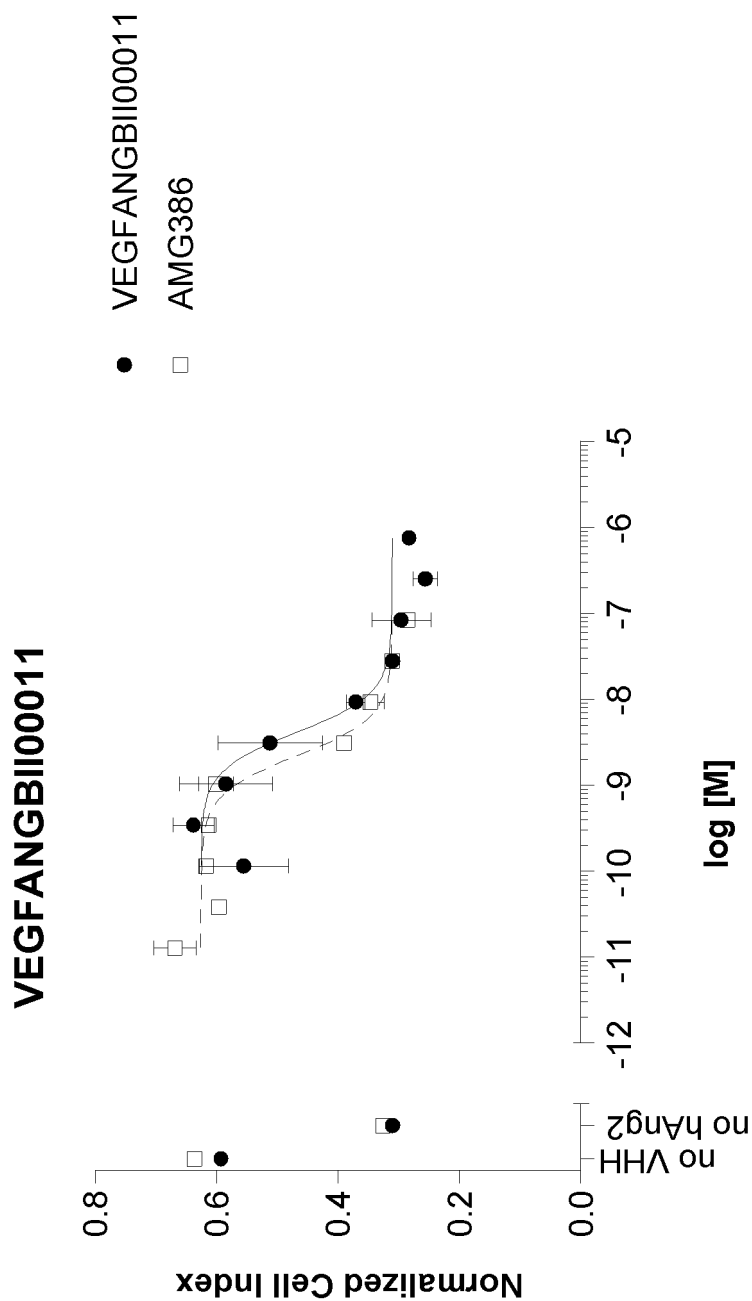 VEGFANGBII00011
VEGFANGBII00011
AMG386
Normalized Cell Index
0.8
0.6
0.4
0.2
0.0
no VHH
no hAng2
-12
-11
-10
-9
-8
-7
-6
-5
log [M]